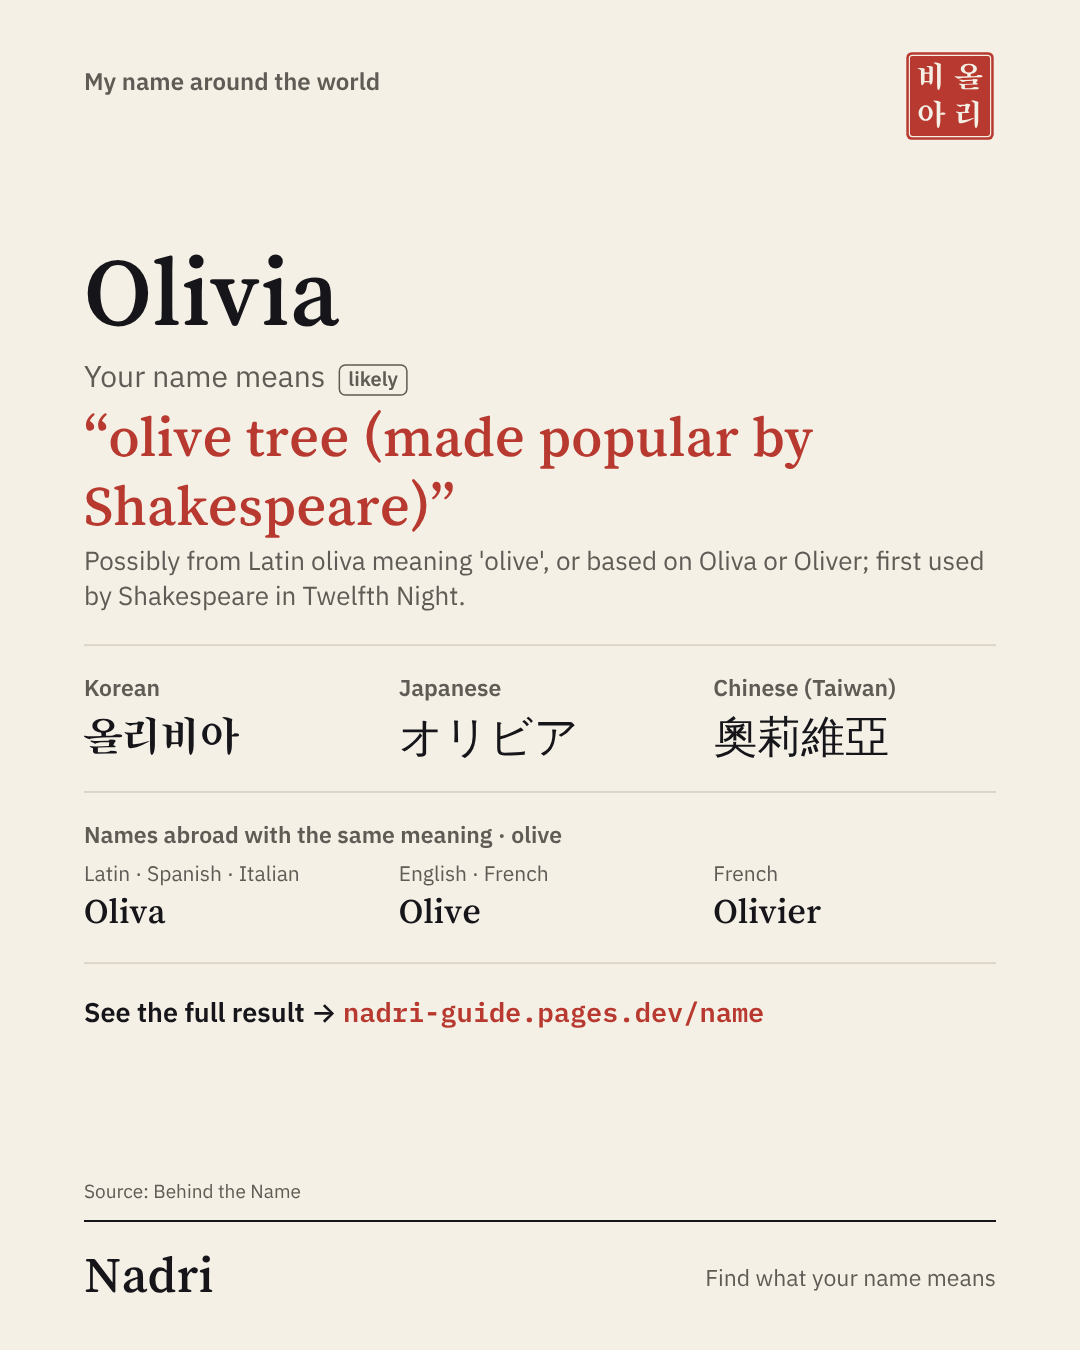 My name around the world
비 올
아 리
Olivia
Your name means likely
“olive tree (made popular by
Shakespeare)”
Possibly from Latin oliva meaning 'olive', or based on Oliva or Oliver; first used
by Shakespeare in Twelfth Night.
Korean Japanese Chinese (Taiwan)
올리비아 オリビア 奧莉維亞
Names abroad with the same meaning · olive
Latin · Spanish · Italian English · French French
Oliva Olive Olivier
See the full result → nadri-guide.pages.dev/name
Source: Behind the Name
Nadri Find what your name means